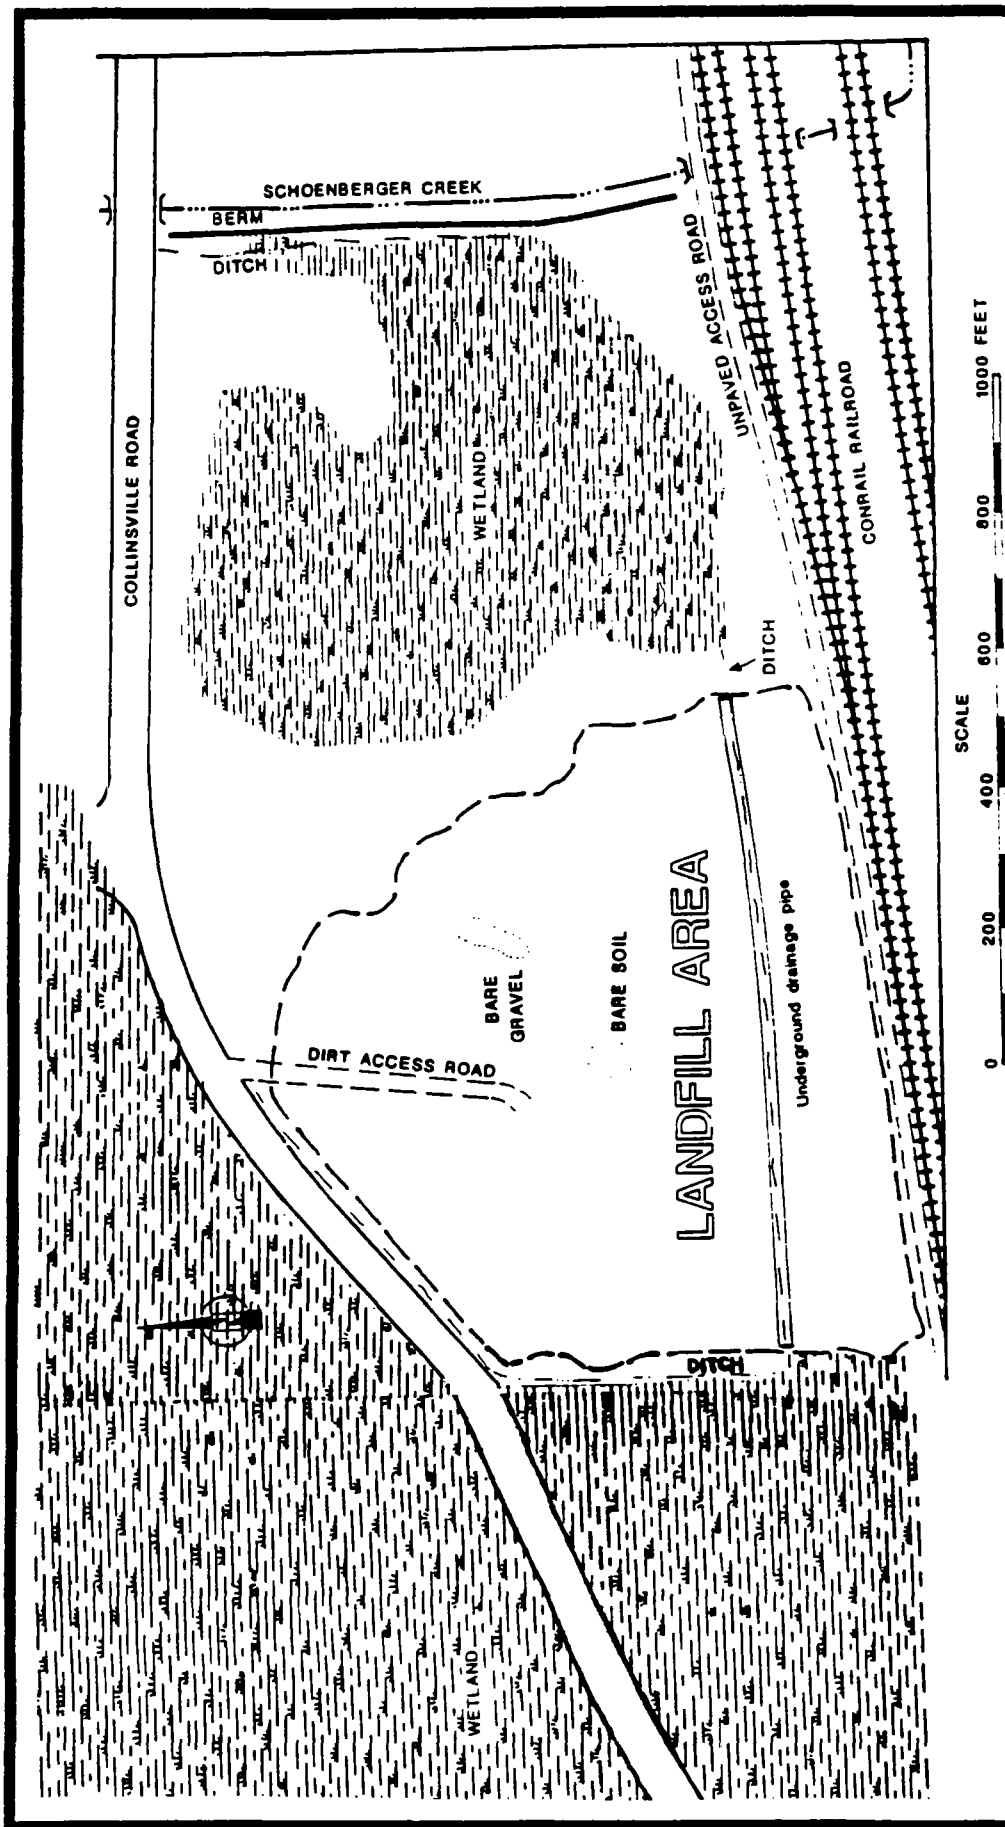 COLLINSVILLE ROAD
SCHOENBERGER CREEK
BERM
DITCH
WETLAND
UNPAVED ACCESS ROAD
CONRAIL RAILROAD
DITCH
DIRT ACCESS ROAD
BARE
GRAVEL
BARE SOIL
LANDFILL AREA
Underground drainage pipe
DITCH
WETLAND
SCALE
0 200 400 600 800 1000 FEET